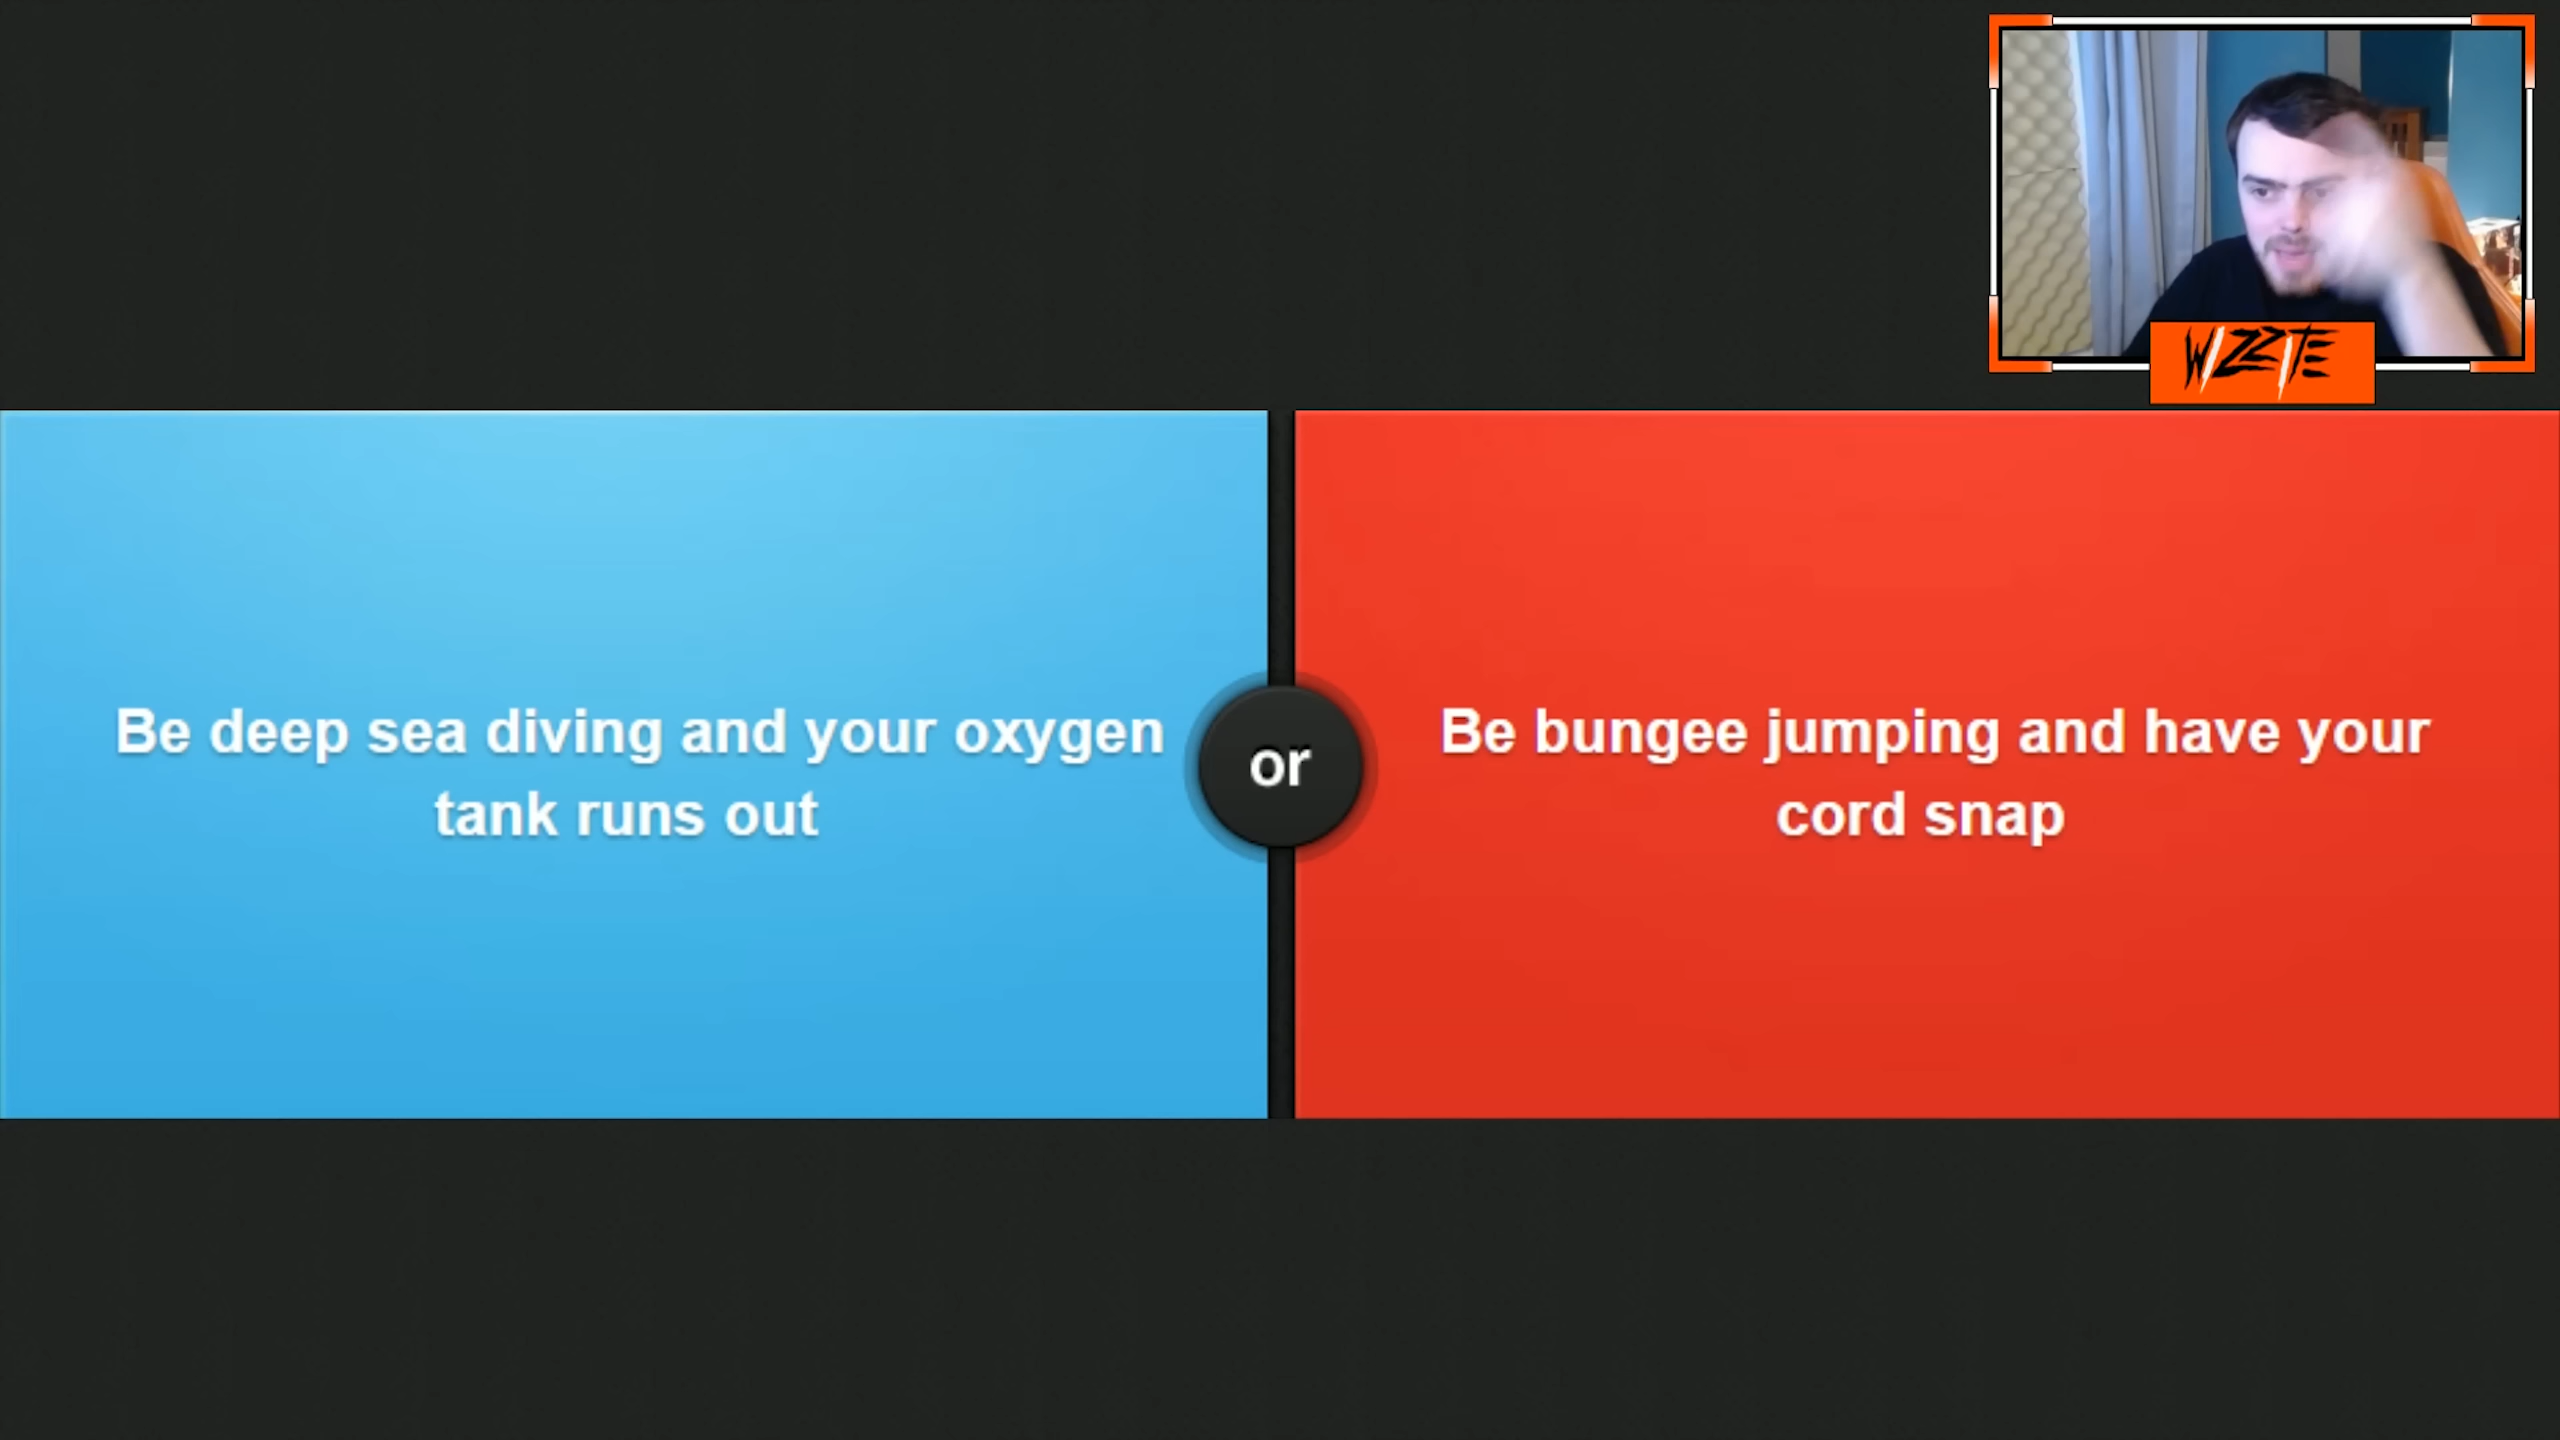 WIZZITE
Be deep sea diving and your oxygen
tank runs out
or
Be bungee jumping and have your
cord snap